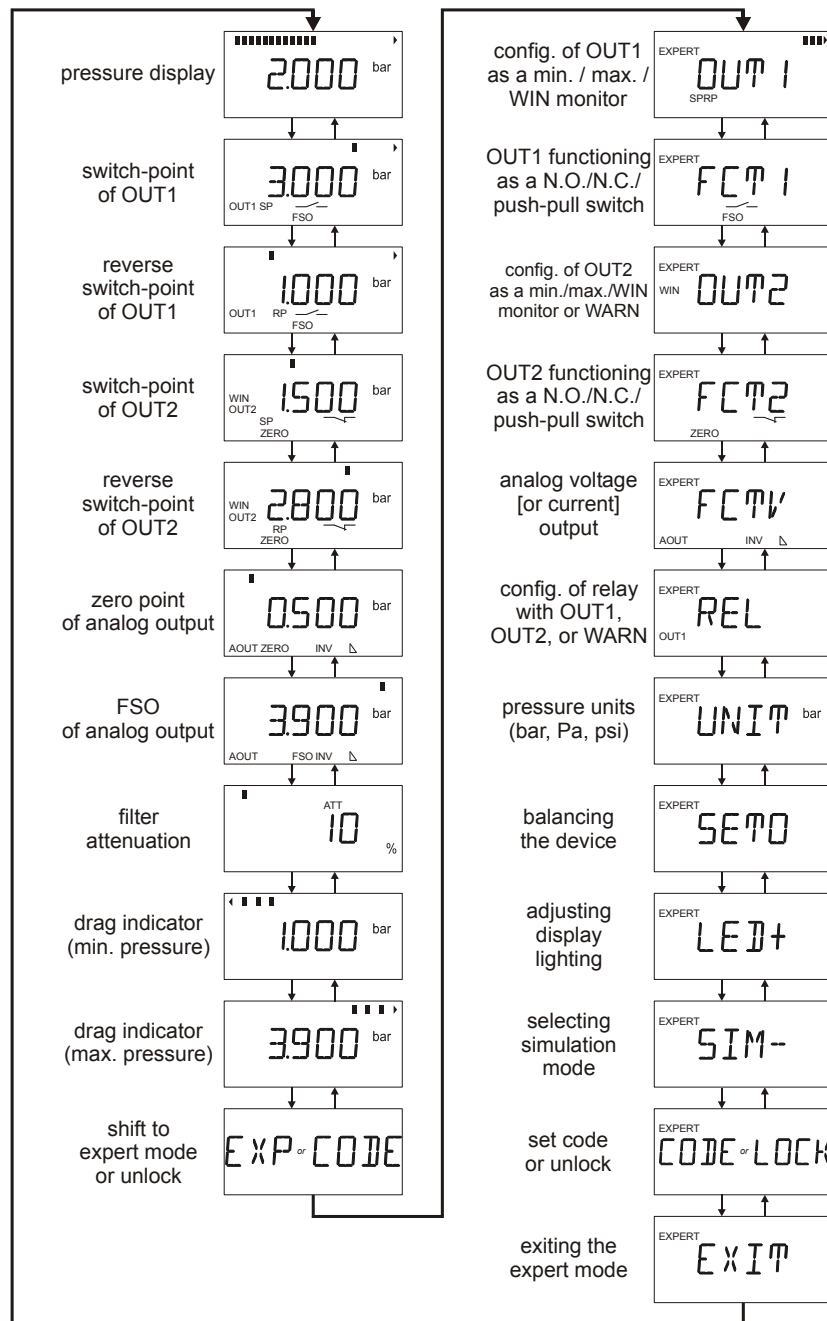 pressure display
2.000 bar
switch-point
of OUT1
3.000 bar
OUT1 SP
FSO
reverse
switch-point
of OUT1
1.000 bar
OUT1 RP
FSO
switch-point
of OUT2
1.500 bar
WIN
OUT2
SP
ZERO
reverse
switch-point
of OUT2
2.800 bar
WIN
OUT2
RP
ZERO
zero point
of analog output
0.500 bar
AOUT ZERO INV
FSO
of analog output
3.900 bar
AOUT FSO INV
filter
attenuation
ATT
10 %
drag indicator
(min. pressure)
1.000 bar
drag indicator
(max. pressure)
3.900 bar
shift to
expert mode
or unlock
EXP or CODE
config. of OUT1
as a min. / max. /
WIN monitor
EXPERT
OUT1
SPRP
OUT1 functioning
as a N.O./N.C./
push-pull switch
EXPERT
FCT1
FSO
config. of OUT2
as a min./max./WIN
monitor or WARN
EXPERT
WIN OUT2
OUT2 functioning
as a N.O./N.C./
push-pull switch
EXPERT
FCT2
ZERO
analog voltage
[or current]
output
EXPERT
FCTV
AOUT INV
config. of relay
with OUT1,
OUT2, or WARN
EXPERT
REL
OUT1
pressure units
(bar, Pa, psi)
EXPERT
UNIT bar
balancing
the device
EXPERT
SET0
adjusting
display
lighting
EXPERT
LED+
selecting
simulation
mode
EXPERT
SIM-
set code
or unlock
EXPERT
CODE or LOCK
exiting the
expert mode
EXPERT
EXIT